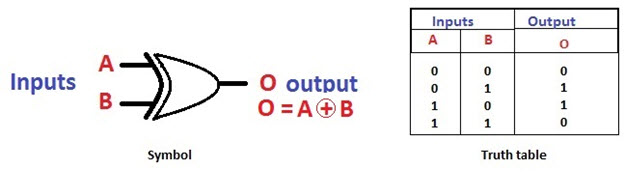 Inputs
A
B
O output
O = A ⊕ B
Symbol
Inputs Output
A B O
0 0 0
0 1 1
1 0 1
1 1 0
Truth table